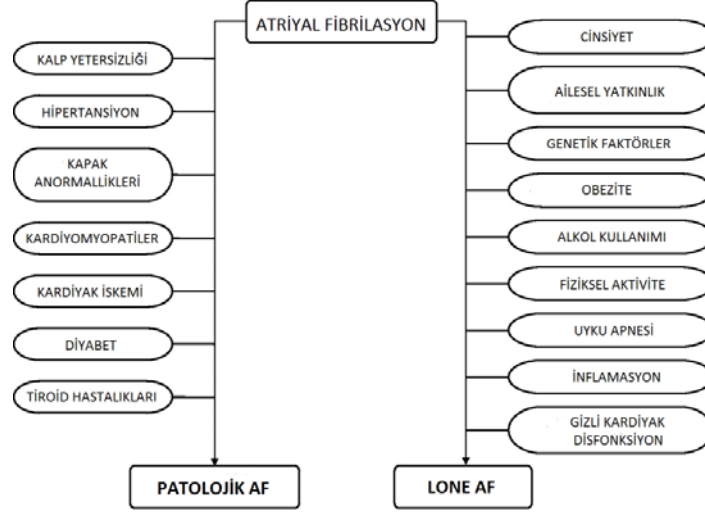 ATRİYAL FİBRİLASYON
KALP YETERSİZLİĞİ
HİPERTANSİYON
KAPAK
ANORMALLİKLERİ
KARDİYOMYOPATİLER
KARDİYAK İSKEMİ
DİYABET
TİROİD HASTALIKLARI
PATOLOJİK AF
CİNSİYET
AİLESEL YATKINLIK
GENETİK FAKTÖRLER
OBEZİTE
ALKOL KULLANIMI
FİZİKSEL AKTİVİTE
UYKU APNESİ
İNFLAMASYON
GİZLİ KARDİYAK
DİSFONKSİYON
LONE AF